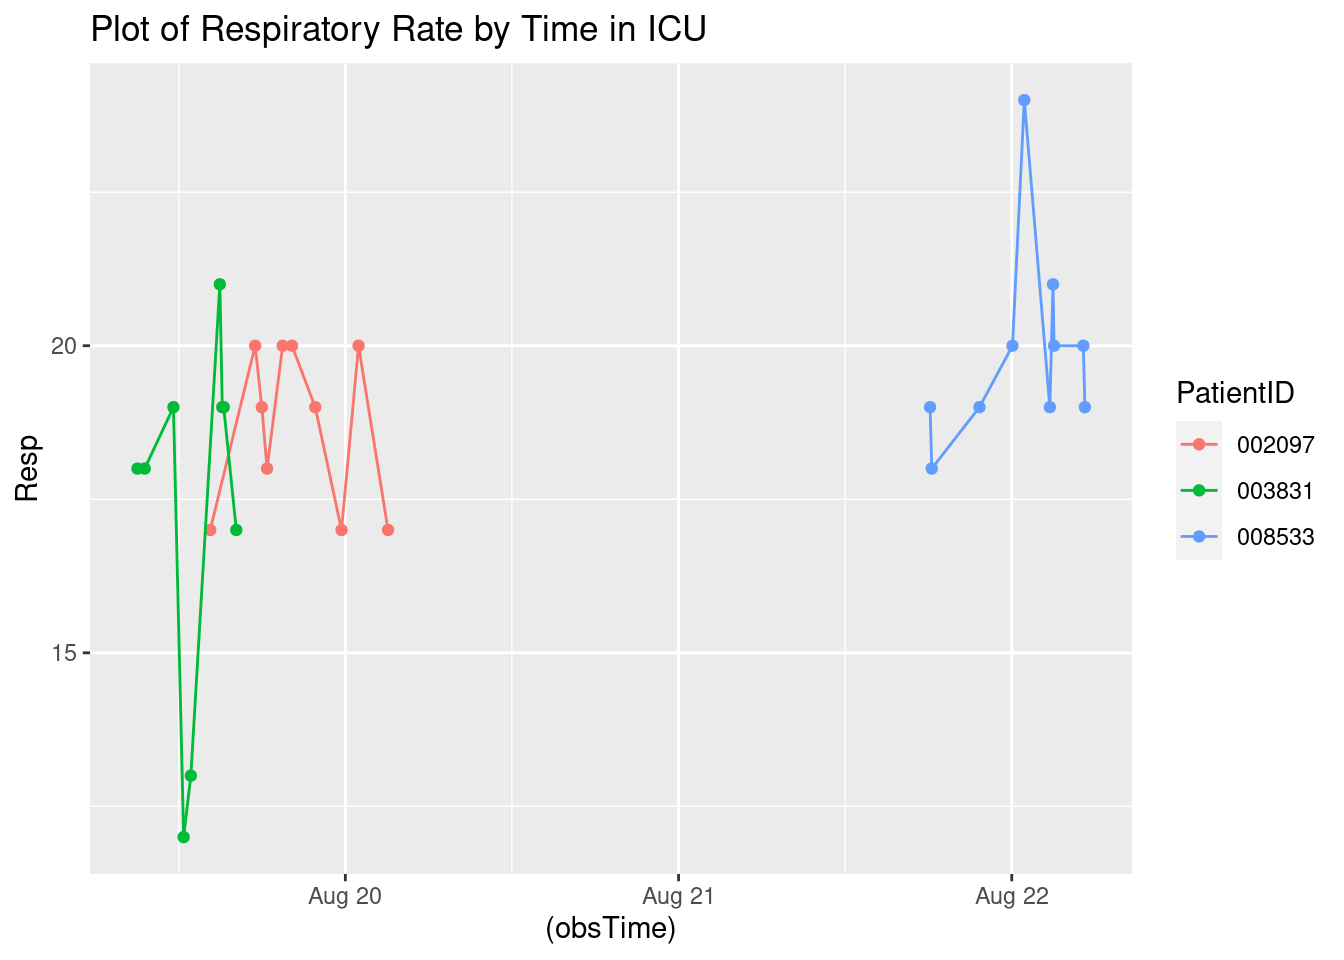 Plot of Respiratory Rate by Time in ICU
Resp
20
15
Aug 20
Aug 21
Aug 22
(obsTime)
PatientID
002097
003831
008533